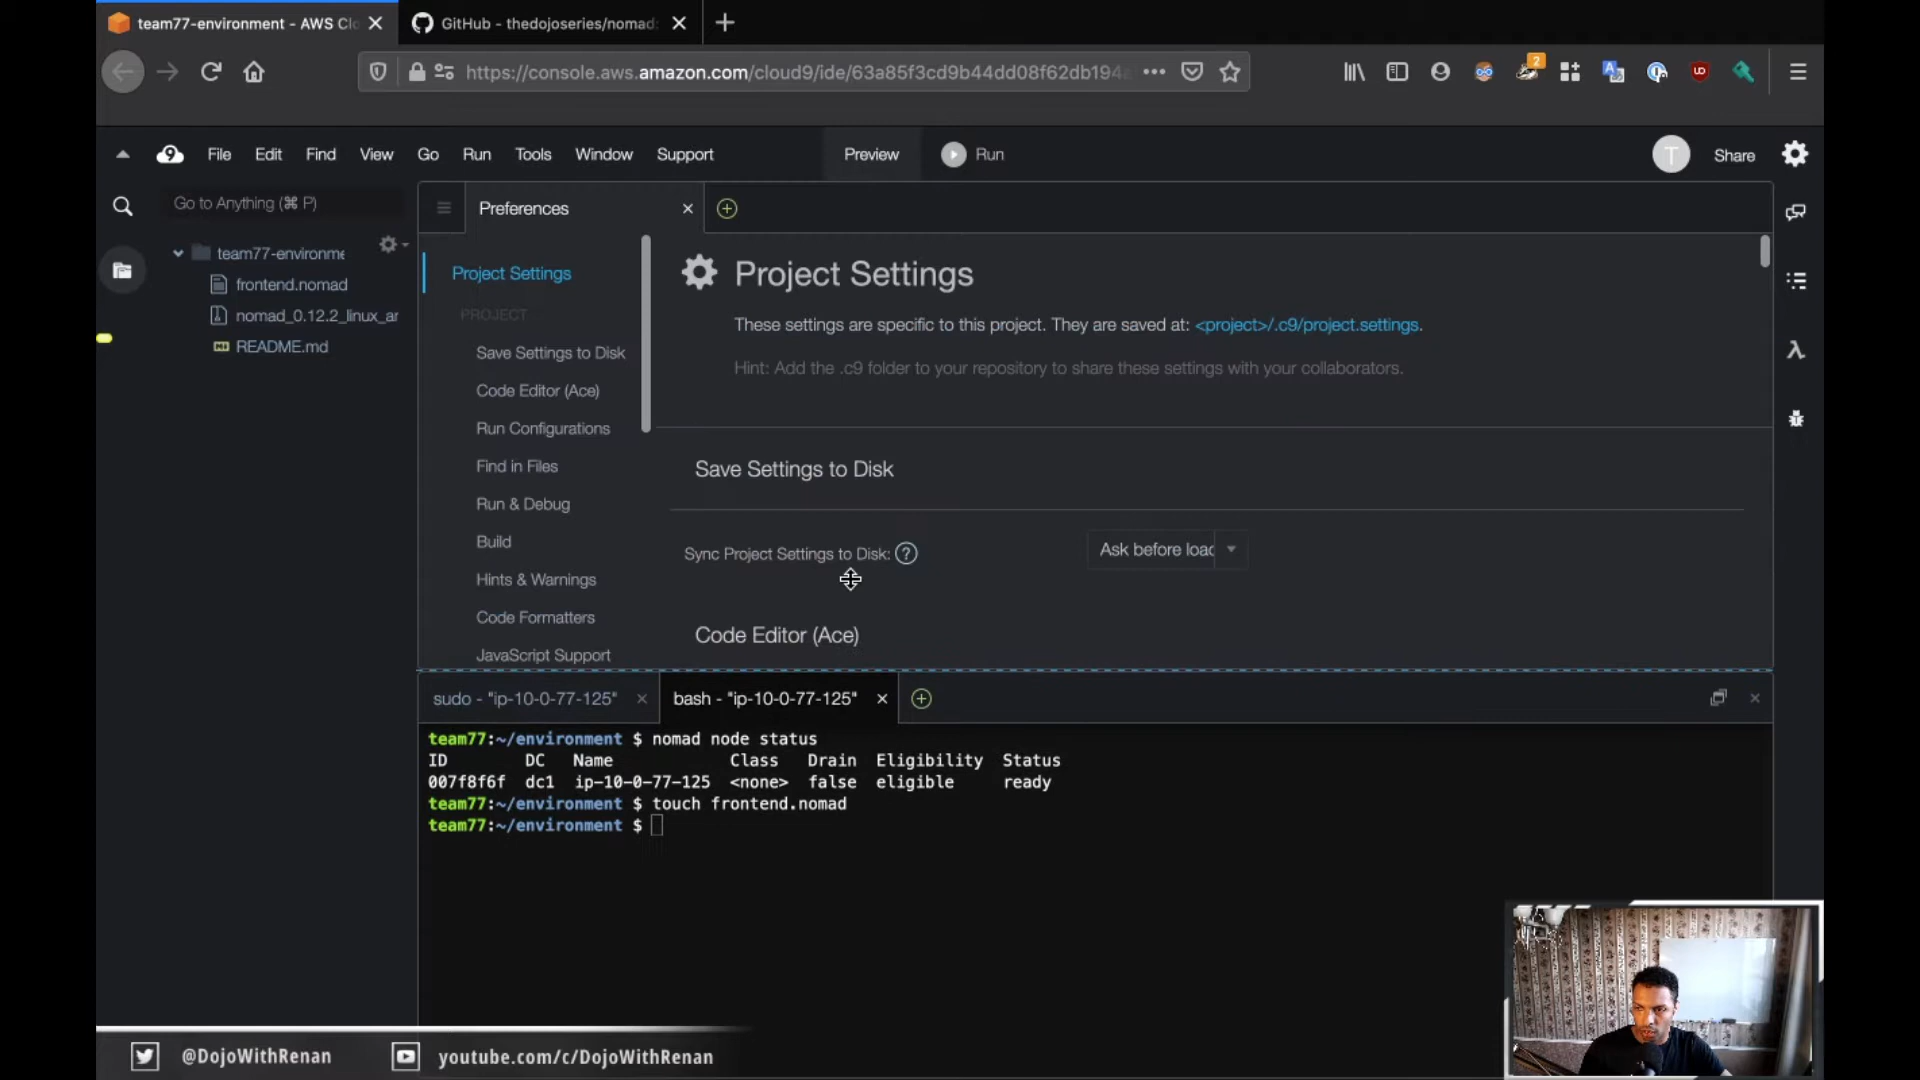 team77-environment - AWS Clo
GitHub - thedojoseries/nomad:
https://console.aws.amazon.com/cloud9/ide/63a85f3cd9b44dd08f62db194a
2
9
File
Edit
Find
View
Go
Run
Tools
Window
Support
Preview
Run
T
Share
Go to Anything (⌘ P)
team77-environme
frontend.nomad
nomad_0.12.2_linux_ar
README.md
Preferences
Project Settings
PROJECT
Save Settings to Disk
Code Editor (Ace)
Run Configurations
Find in Files
Run & Debug
Build
Hints & Warnings
Code Formatters
JavaScript Support
Project Settings
These settings are specific to this project. They are saved at: <project>/.c9/project.settings.
Hint: Add the .c9 folder to your repository to share these settings with your collaborators.
Save Settings to Disk
Sync Project Settings to Disk: ?
Ask before load
Code Editor (Ace)
sudo - "ip-10-0-77-125"
bash - "ip-10-0-77-125"
team77:~/environment $ nomad node status
ID DC Name Class Drain Eligibility Status
007f8f6f dc1 ip-10-0-77-125 <none> false eligible ready
team77:~/environment $ touch frontend.nomad
team77:~/environment $
@DojoWithRenan
youtube.com/c/DojoWithRenan